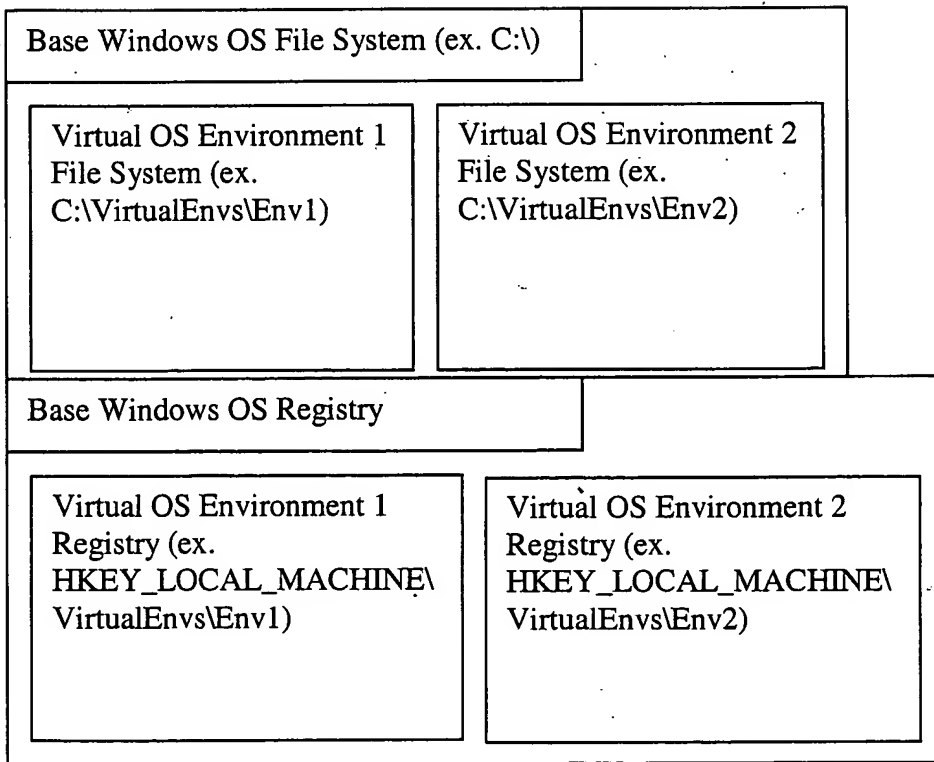 Base Windows OS File System (ex. C:\)
Virtual OS Environment 1
File System (ex.
C:\VirtualEnvs\Env1)
Virtual OS Environment 2
File System (ex.
C:\VirtualEnvs\Env2)
Base Windows OS Registry
Virtual OS Environment 1
Registry (ex.
HKEY_LOCAL_MACHINE\
VirtualEnvs\Env1)
Virtual OS Environment 2
Registry (ex.
HKEY_LOCAL_MACHINE\
VirtualEnvs\Env2)